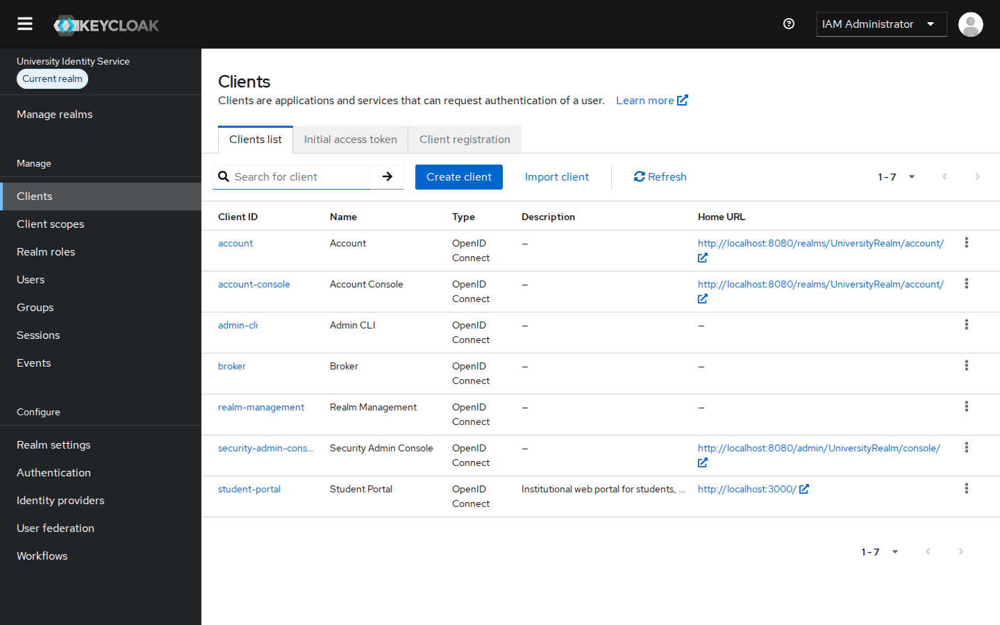 KEYCLOAK
IAM Administrator
University Identity Service
Current realm
Manage realms
Manage
Clients
Client scopes
Realm roles
Users
Groups
Sessions
Events
Configure
Realm settings
Authentication
Identity providers
User federation
Workflows
Clients
Clients are applications and services that can request authentication of a user. Learn more
Clients list Initial access token Client registration
Search for client Create client Import client Refresh 1 - 7
Client ID Name Type Description Home URL
account Account OpenID Connect – http://localhost:8080/realms/UniversityRealm/account/
account-console Account Console OpenID Connect – http://localhost:8080/realms/UniversityRealm/account/
admin-cli Admin CLI OpenID Connect – –
broker Broker OpenID Connect – –
realm-management Realm Management OpenID Connect – –
security-admin-cons... Security Admin Console OpenID Connect – http://localhost:8080/admin/UniversityRealm/console/
student-portal Student Portal OpenID Connect Institutional web portal for students, ... http://localhost:3000/
1 - 7